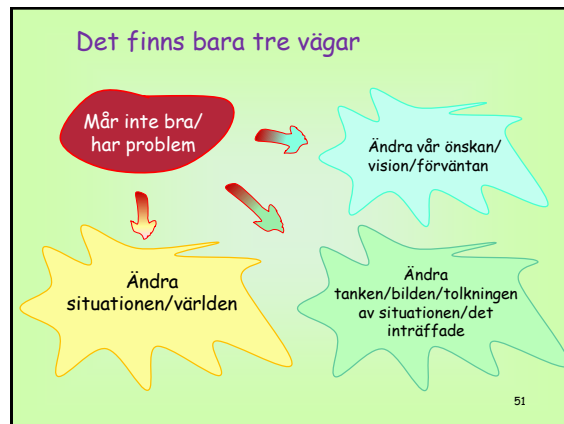 Det finns bara tre vägar
Mår inte bra/
har problem
Ändra vår önskan/
vision/förväntan
Ändra
situationen/världen
Ändra
tanken/bilden/tolkningen
av situationen/det
inträffade
51